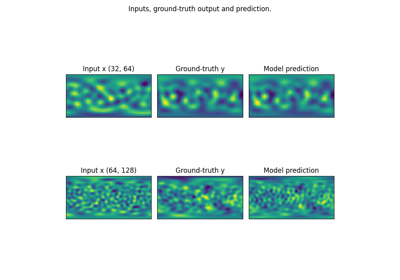 Inputs, ground-truth output and prediction.
Input x (32, 64) Ground-truth y Model prediction
Input x (64, 128) Ground-truth y Model prediction